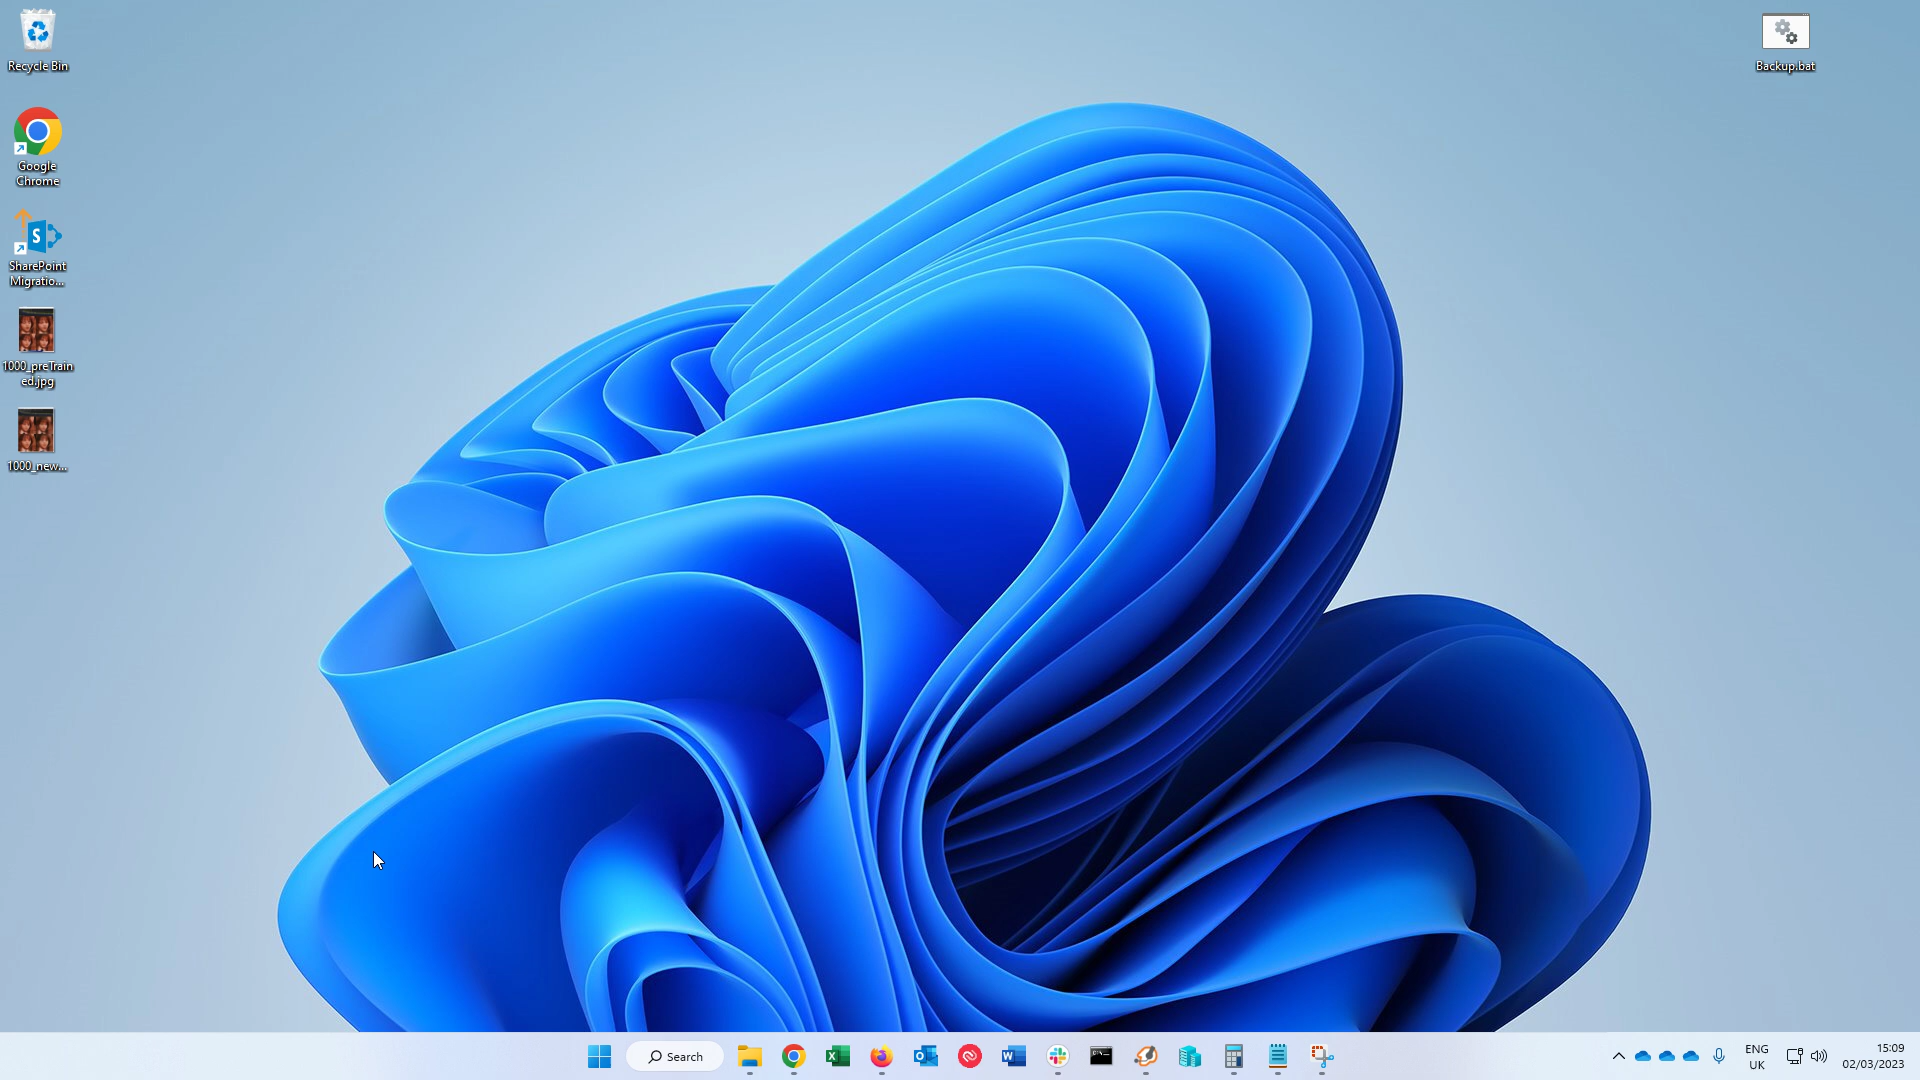 Recycle Bin
Google
Chrome
SharePoint
Migratio...
1000_preTrain
ed.jpg
1000_new...
Backup.bat
Search
ENG
UK
15:09
02/03/2023